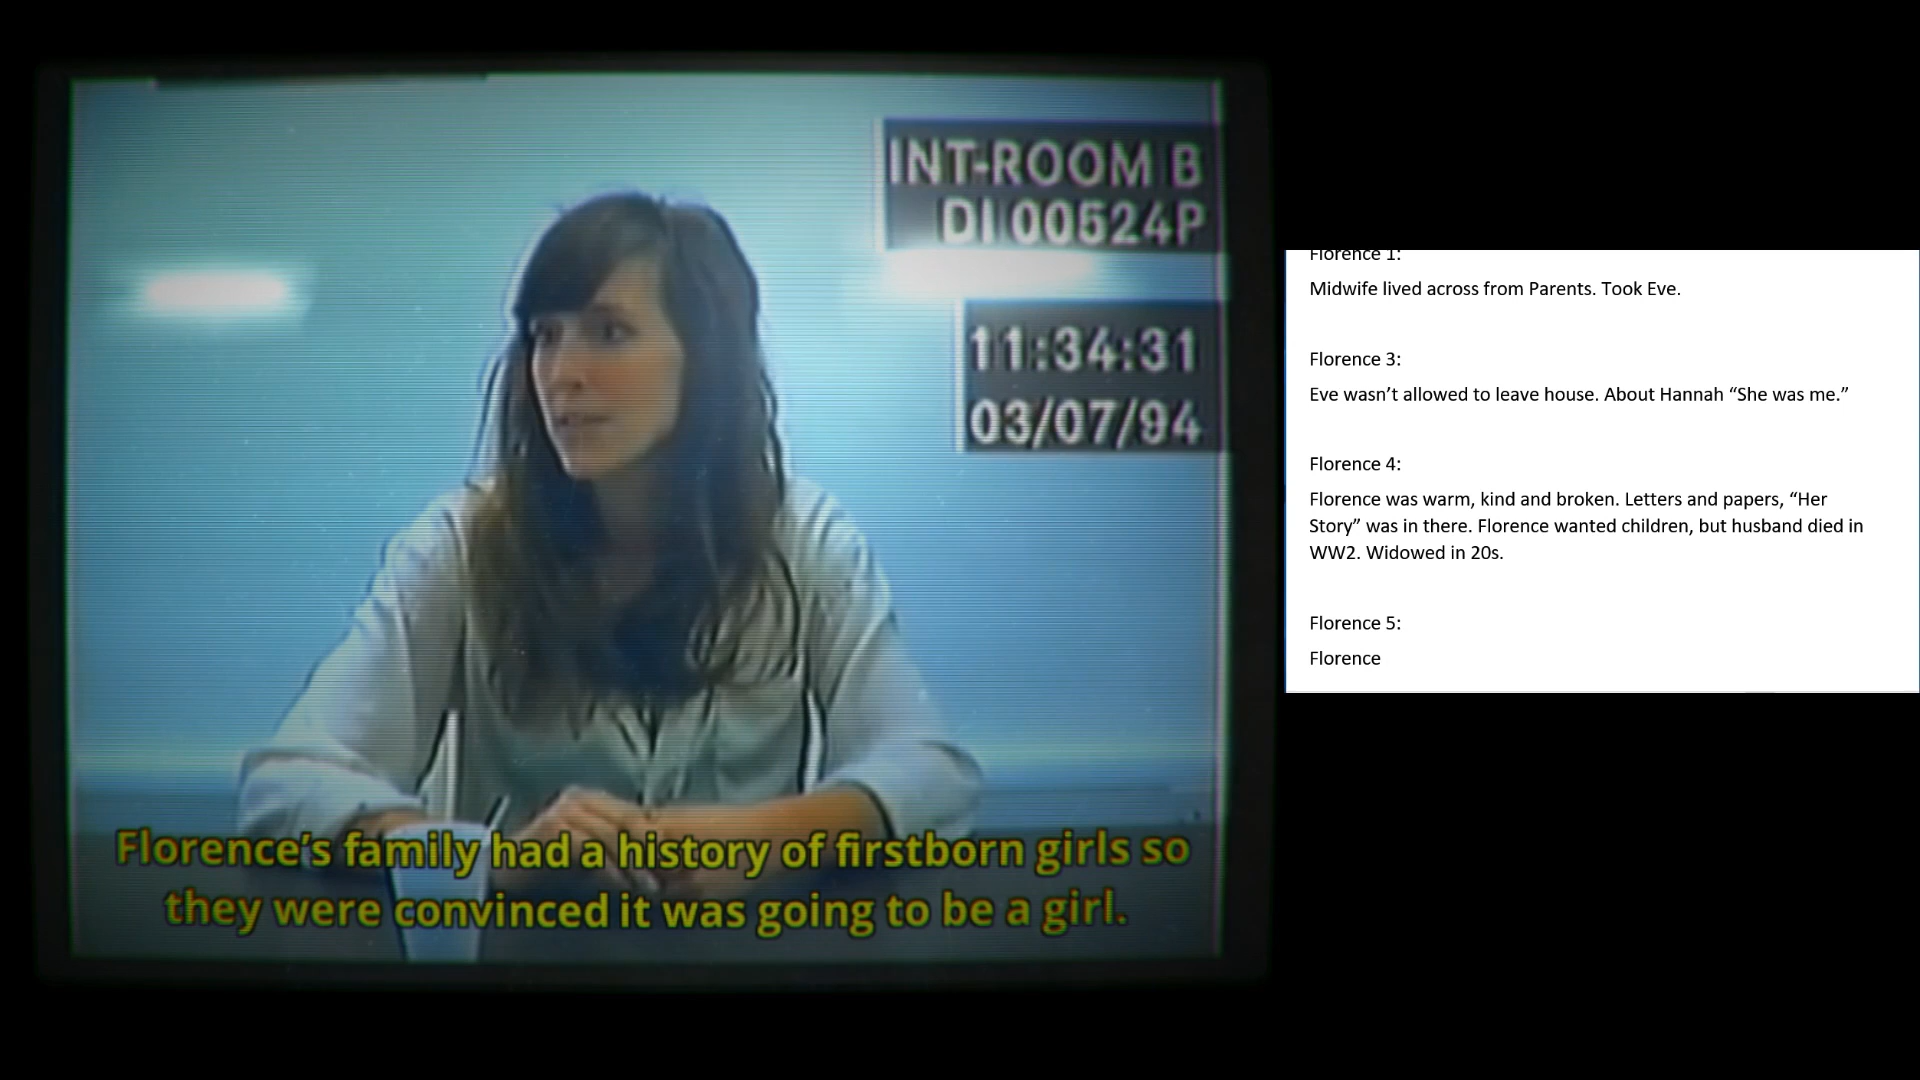 INT-ROOM B
DI 00524P
11:34:31
03/07/94
Florence's family had a history of firstborn girls so
they were convinced it was going to be a girl.
Florence 1:
Midwife lived across from Parents. Took Eve.
Florence 3:
Eve wasn't allowed to leave house. About Hannah “She was me.”
Florence 4:
Florence was warm, kind and broken. Letters and papers, “Her
Story” was in there. Florence wanted children, but husband died in
WW2. Widowed in 20s.
Florence 5:
Florence